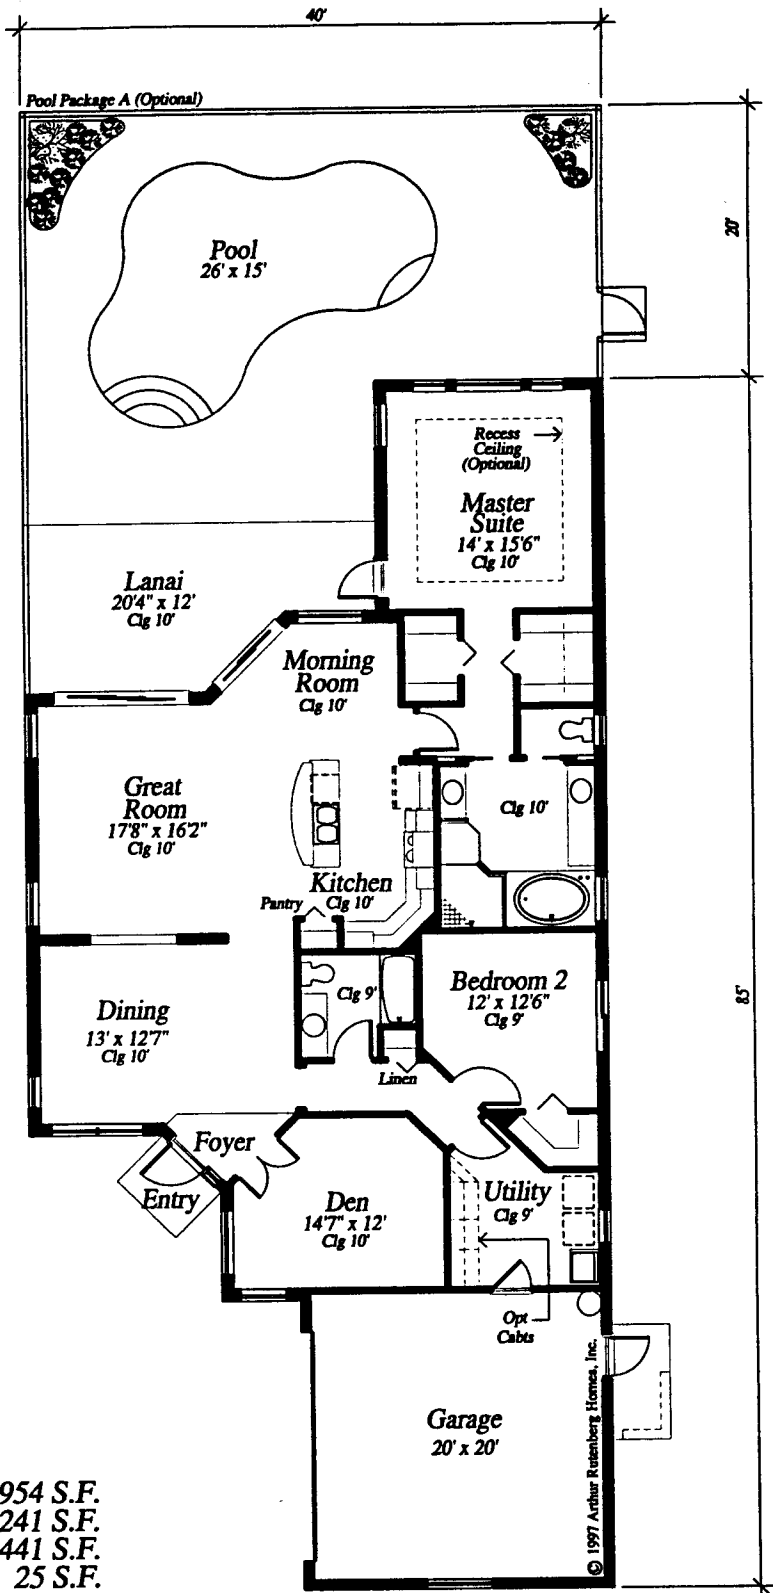 40'
Pool Package A (Optional)
20'
Pool
26' x 15'
Recess
Ceiling
(Optional)
Master
Suite
14' x 15'6"
Clg 10'
Lanai
20'4" x 12'
Clg 10'
Morning
Room
Clg 10'
Great
Room
17'8" x 16'2"
Clg 10'
Clg 10'
Kitchen
Clg 10'
Pantry
Clg 9'
Bedroom 2
12' x 12'6"
Clg 9'
85'
Dining
13' x 12'7"
Clg 10'
Linen
Foyer
Entry
Den
14'7" x 12'
Clg 10'
Utility
Clg 9'
Opt
Cabts
Garage
20' x 20'
© 1997 Arthur Rutenberg Homes, Inc.
954 S.F.
241 S.F.
441 S.F.
25 S.F.